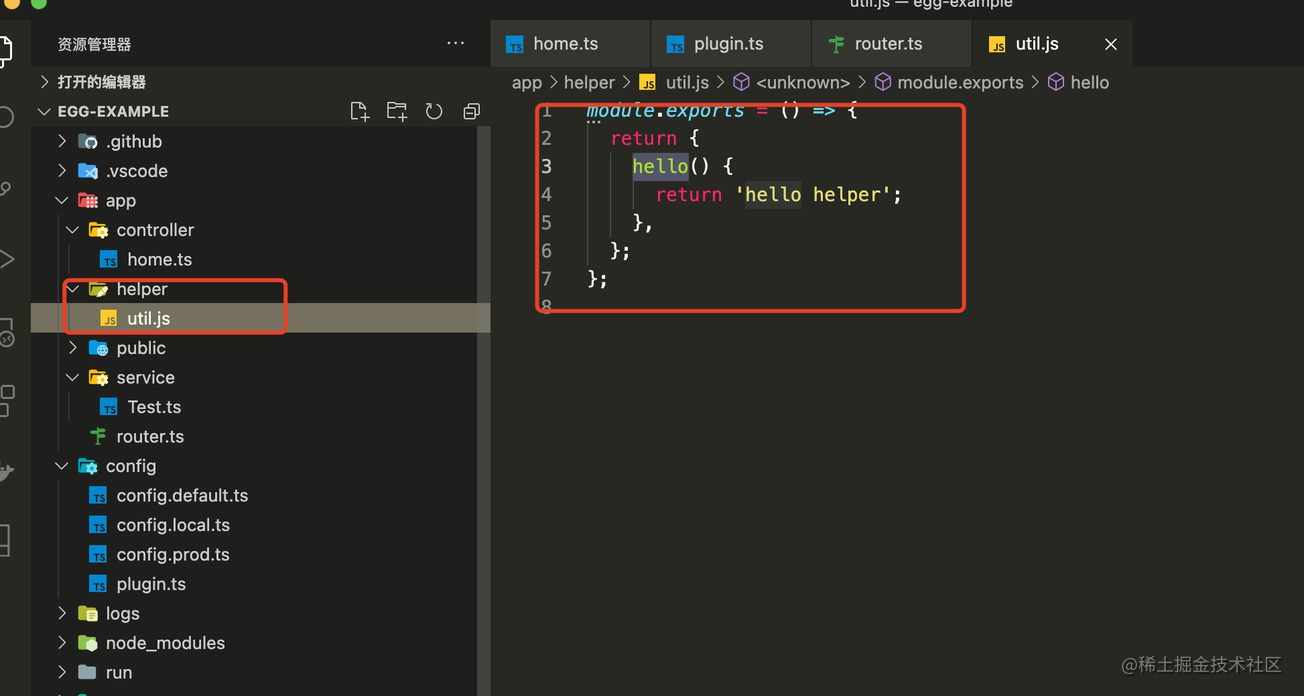 util.js — egg-example
资源管理器
···
home.ts
plugin.ts
router.ts
util.js
打开的编辑器
EGG-EXAMPLE
.github
.vscode
app
controller
home.ts
helper
util.js
public
service
Test.ts
router.ts
config
config.default.ts
config.local.ts
config.prod.ts
plugin.ts
logs
node_modules
run
app > helper > JS util.js > <unknown> > module.exports > hello
1 module.exports = () => {
2 return {
3 hello() {
4 return 'hello helper';
5 },
6 };
7 };
8
@稀土掘金技术社区